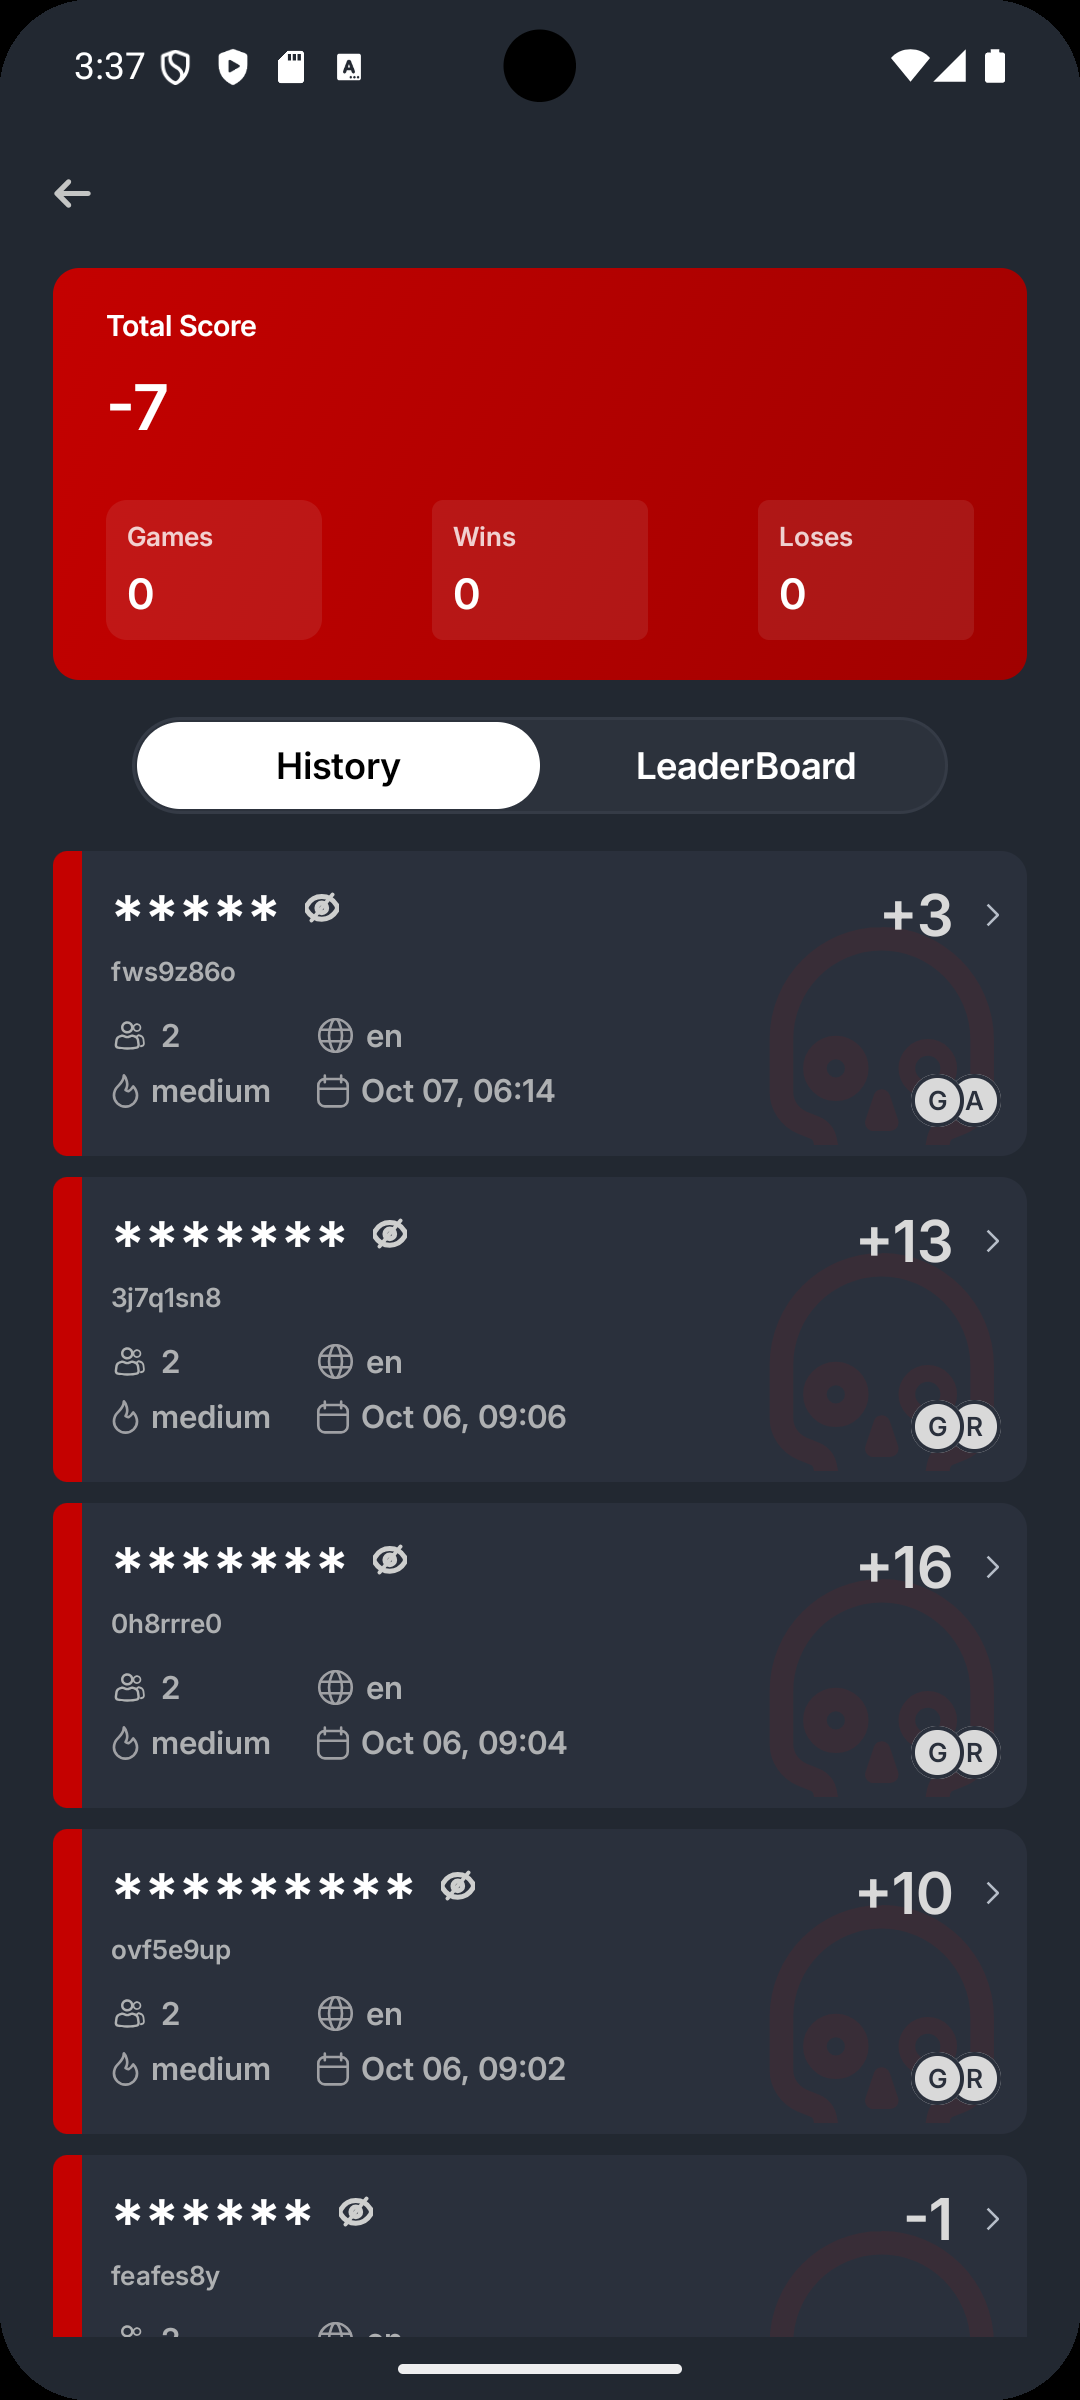 3:37
Total Score
-7
Games Wins Loses
0 0 0
History LeaderBoard
***** +3
fws9z86o
2 en
medium Oct 07, 06:14 G A
******* +13
3j7q1sn8
2 en
medium Oct 06, 09:06 G R
******* +16
0h8rrre0
2 en
medium Oct 06, 09:04 G R
********* +10
ovf5e9up
2 en
medium Oct 06, 09:02 G R
****** -1
feafes8y
2 en